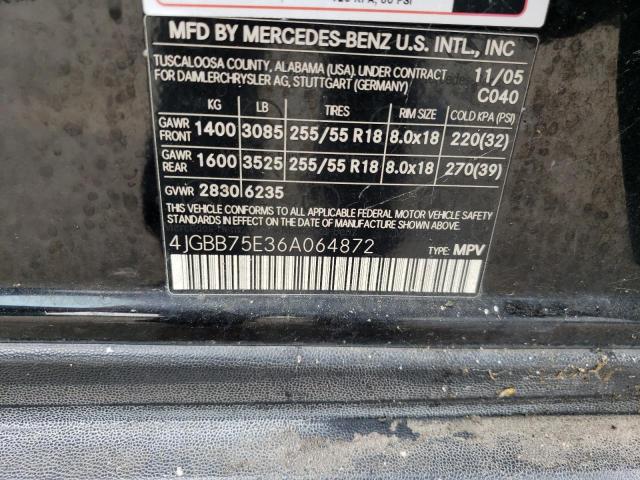 MFD BY MERCEDES-BENZ U.S. INTL., INC
TUSCALOOSA COUNTY, ALABAMA (USA). UNDER CONTRACT 11/05
FOR DAIMLERCHRYSLER AG, STUTTGART (GERMANY) C040
KG LB TIRES RIM SIZE COLD KPA (PSI)
GAWR FRONT 1400 3085 255/55 R18 8.0x18 220(32)
GAWR REAR 1600 3525 255/55 R18 8.0x18 270(39)
GVWR 2830 6235
THIS VEHICLE CONFORMS TO ALL APPLICABLE FEDERAL MOTOR VEHICLE SAFETY
STANDARDS IN EFFECT ON THE DATE OF MANUFACTURE SHOWN ABOVE.
4JGBB75E36A064872 TYPE: MPV